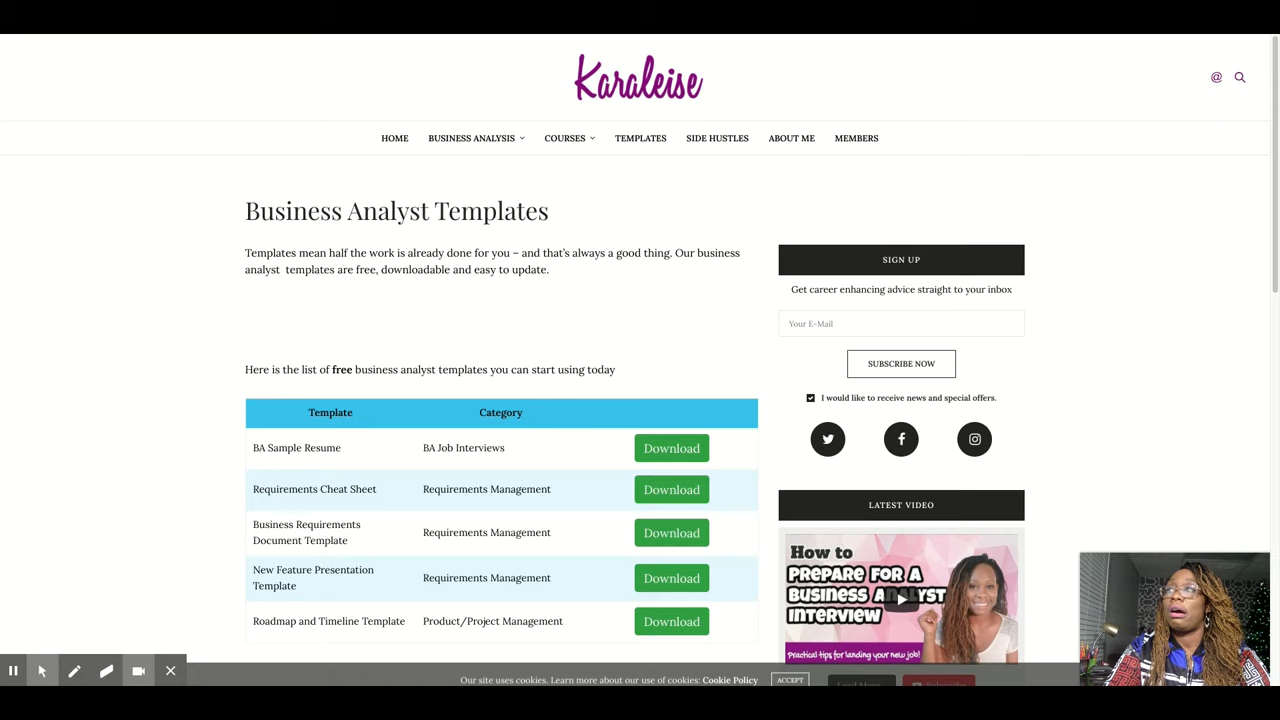 Karaleise
@
HOME BUSINESS ANALYSIS COURSES TEMPLATES SIDE HUSTLES ABOUT ME MEMBERS
Business Analyst Templates
Templates mean half the work is already done for you – and that's always a good thing. Our business
analyst templates are free, downloadable and easy to update.
Here is the list of free business analyst templates you can start using today
Template Category
BA Sample Resume BA Job Interviews Download
Requirements Cheat Sheet Requirements Management Download
Business Requirements
Document Template Requirements Management Download
New Feature Presentation
Template Requirements Management Download
Roadmap and Timeline Template Product/Project Management Download
SIGN UP
Get career enhancing advice straight to your inbox
Your E-Mail
SUBSCRIBE NOW
I would like to receive news and special offers.
LATEST VIDEO
How to
PREPARE FOR A
BUSINESS ANALYST
INTERVIEW
Practical tips for landing your new job!
Load More... Subscribe
Our site uses cookies. Learn more about our use of cookies: Cookie Policy ACCEPT